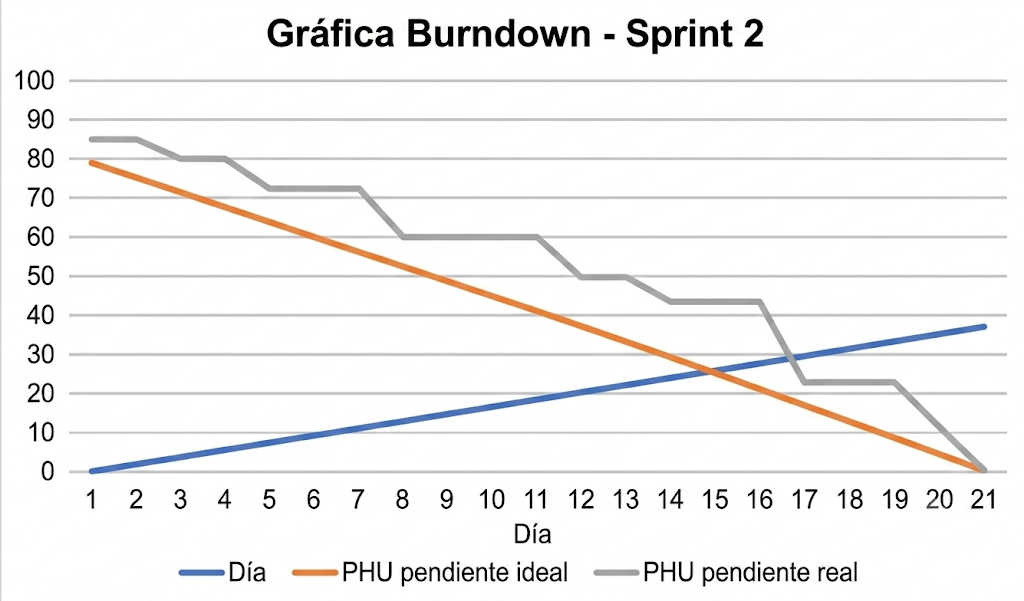 Gráfica Burndown - Sprint 2
100
90
80
70
60
50
40
30
20
10
0
1 2 3 4 5 6 7 8 9 10 11 12 13 14 15 16 17 18 19 20 21
Día
Día PHU pendiente ideal PHU pendiente real